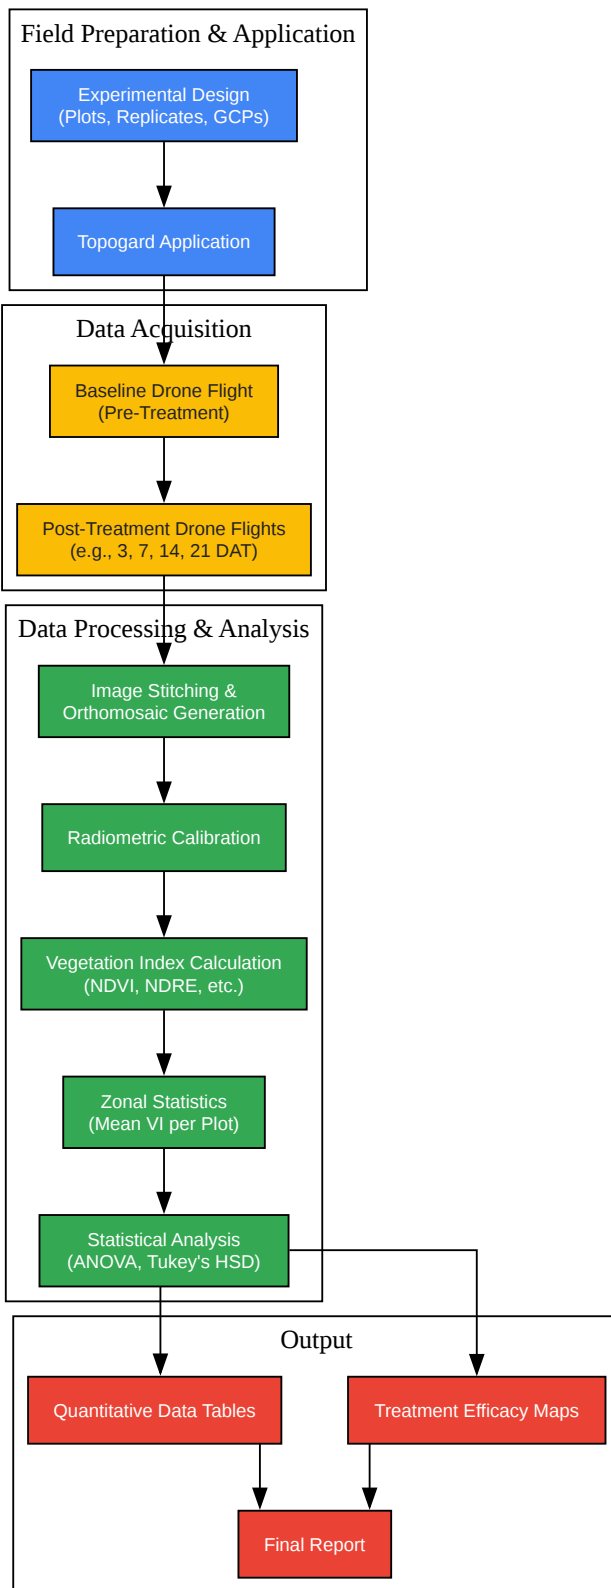 Field Preparation & Application
Experimental Design
(Plots, Replicates, GCPs)
Topogard Application
Data Acquisition
Baseline Drone Flight
(Pre-Treatment)
Post-Treatment Drone Flights
(e.g., 3, 7, 14, 21 DAT)
Data Processing & Analysis
Image Stitching &
Orthomosaic Generation
Radiometric Calibration
Vegetation Index Calculation
(NDVI, NDRE, etc.)
Zonal Statistics
(Mean VI per Plot)
Statistical Analysis
(ANOVA, Tukey's HSD)
Output
Quantitative Data Tables
Treatment Efficacy Maps
Final Report